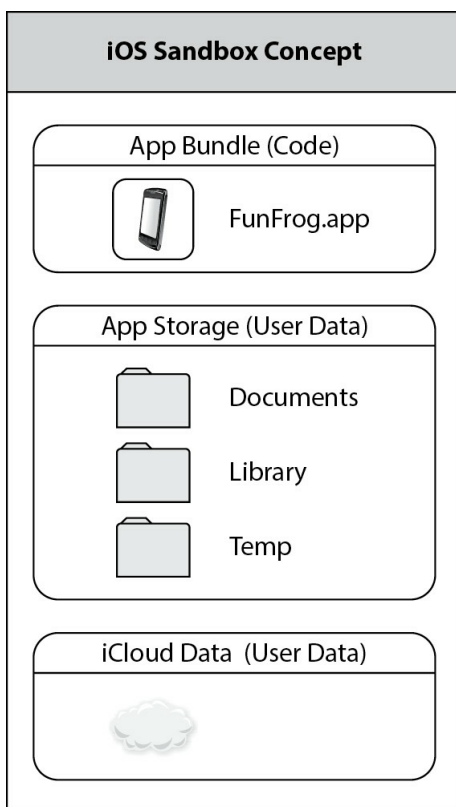 iOS Sandbox Concept
App Bundle (Code)
FunFrog.app
App Storage (User Data)
Documents
Library
Temp
iCloud Data (User Data)